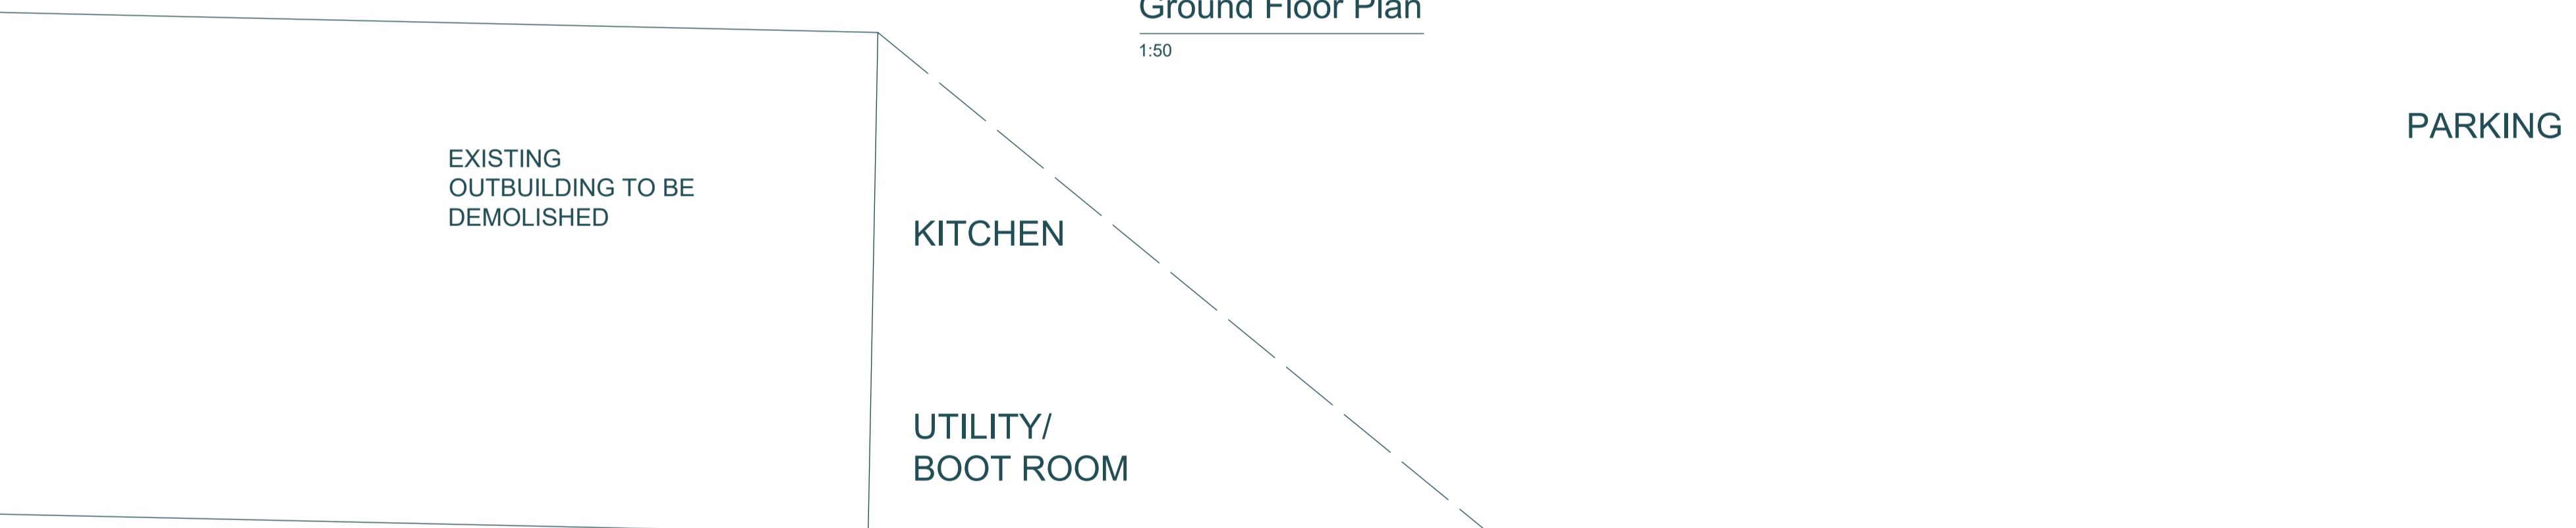 Ground Floor Plan
1:50
PARKING
EXISTING
OUTBUILDING TO BE
DEMOLISHED
KITCHEN
UTILITY/
BOOT ROOM